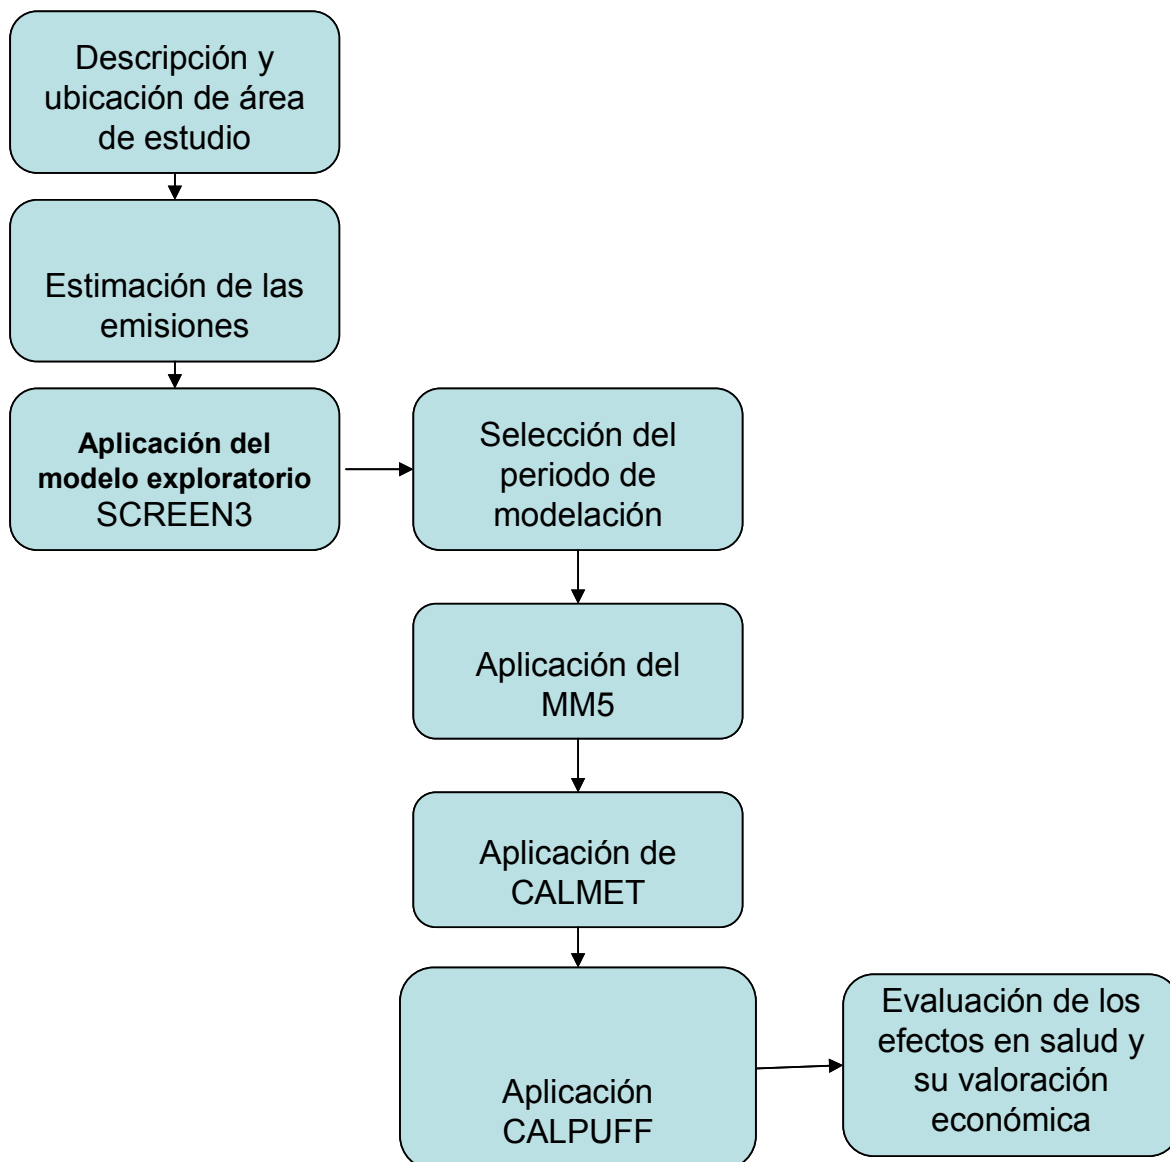 Descripción y
ubicación de área
de estudio
Estimación de las
emisiones
Aplicación del
modelo exploratorio
SCREEN3
Selección del
periodo de
modelación
Aplicación del
MM5
Aplicación de
CALMET
Aplicación
CALPUFF
Evaluación de los
efectos en salud y
su valoración
económica